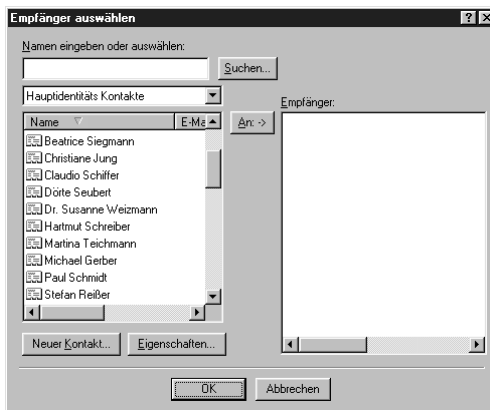 Empfänger auswählen
Namen eingeben oder auswählen:
Suchen...
Hauptidentitäts Kontakte
Empfänger:
Name E-Ma
An: ->
Beatrice Siegmann
Christiane Jung
Claudio Schiffer
Dörte Seubert
Dr. Susanne Weizmann
Hartmut Schreiber
Martina Teichmann
Michael Gerber
Paul Schmidt
Stefan Reißer
Neuer Kontakt... Eigenschaften...
OK Abbrechen